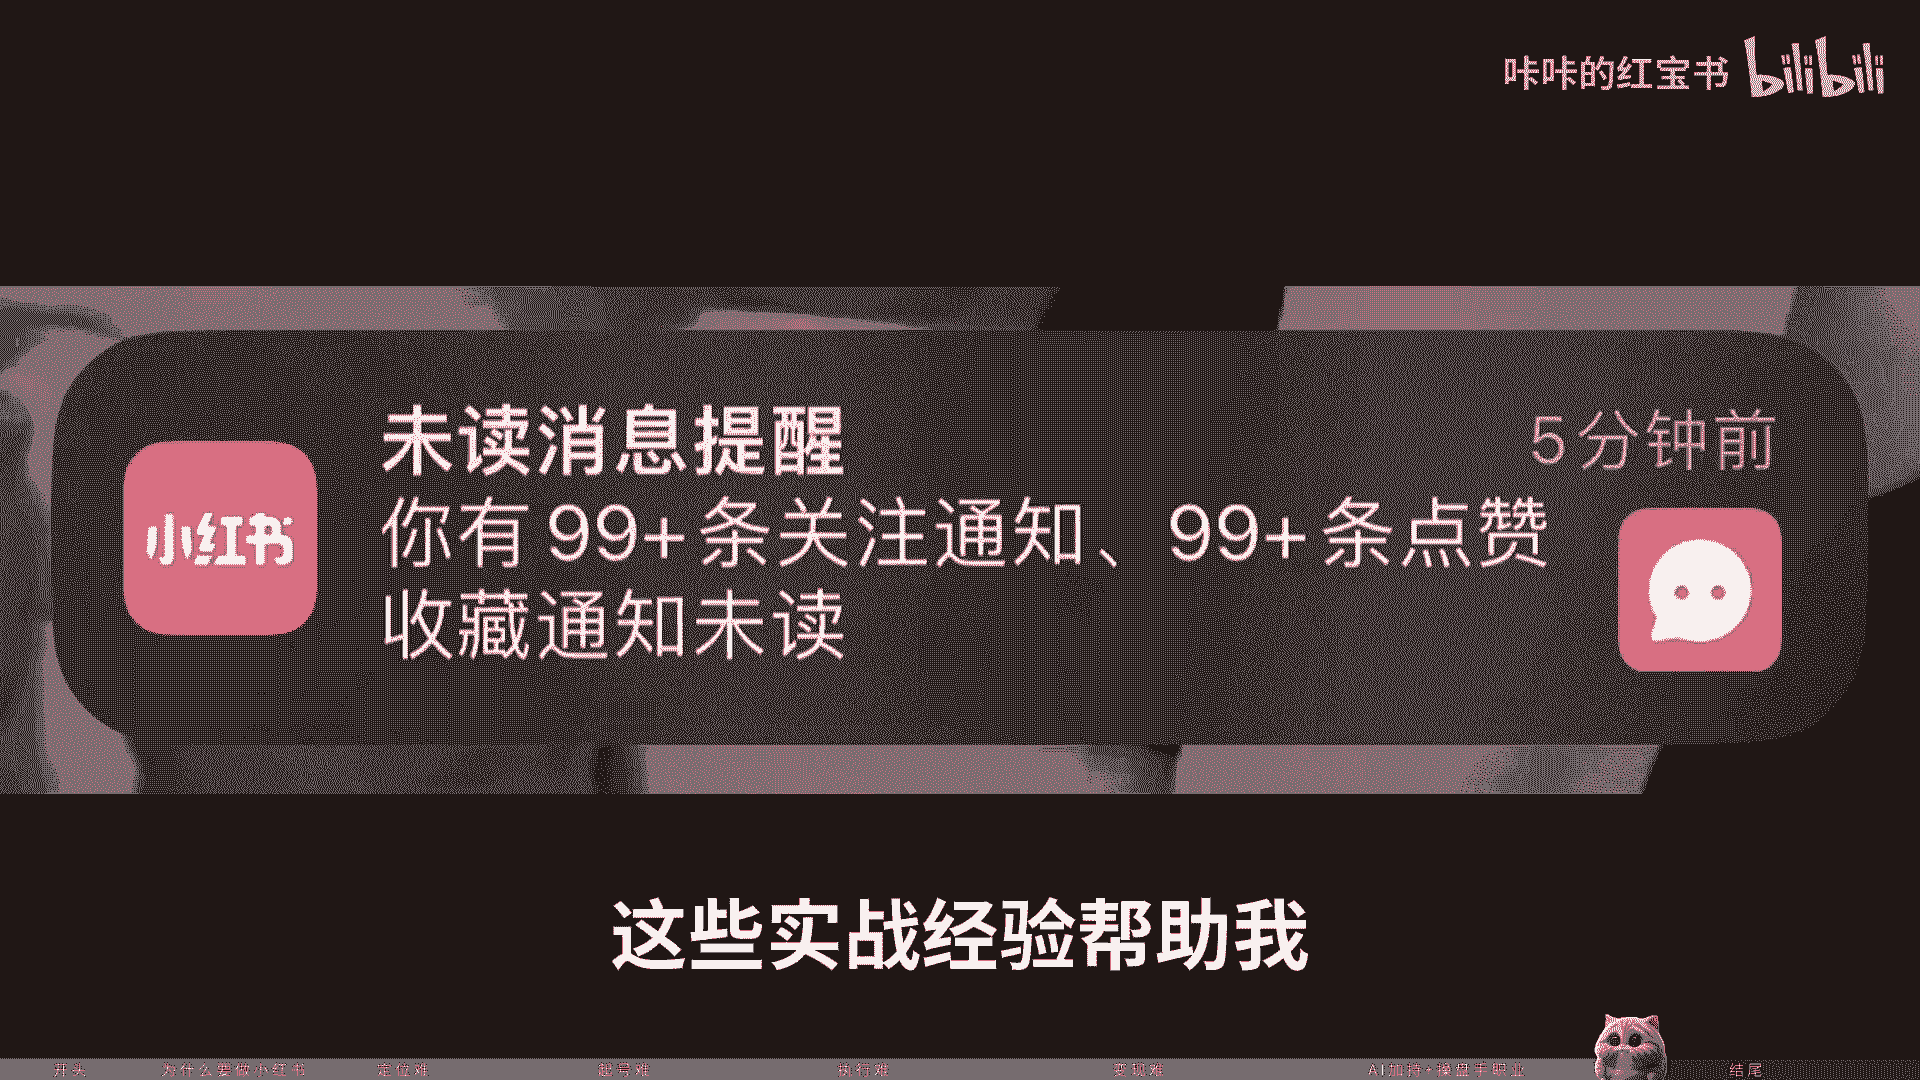 咔咔的红宝书 bilibili
未读消息提醒
5分钟前
小红书
你有99+条关注通知、99+条点赞
收藏通知未读
这些实战经验帮助我
开头 为什么要做小红书 定位难 起号难 执行难 变现难 AI加持+操盘手职业 结尾